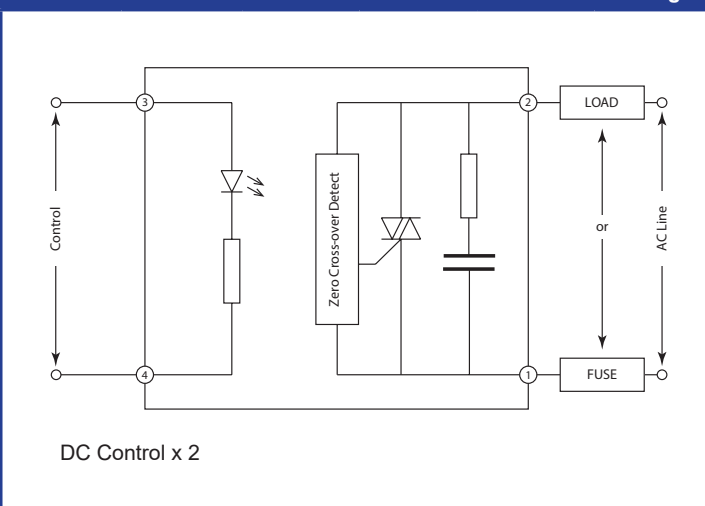 3
2
LOAD
Control
Zero Cross-over Detect
or
AC Line
4
1
FUSE
DC Control x 2